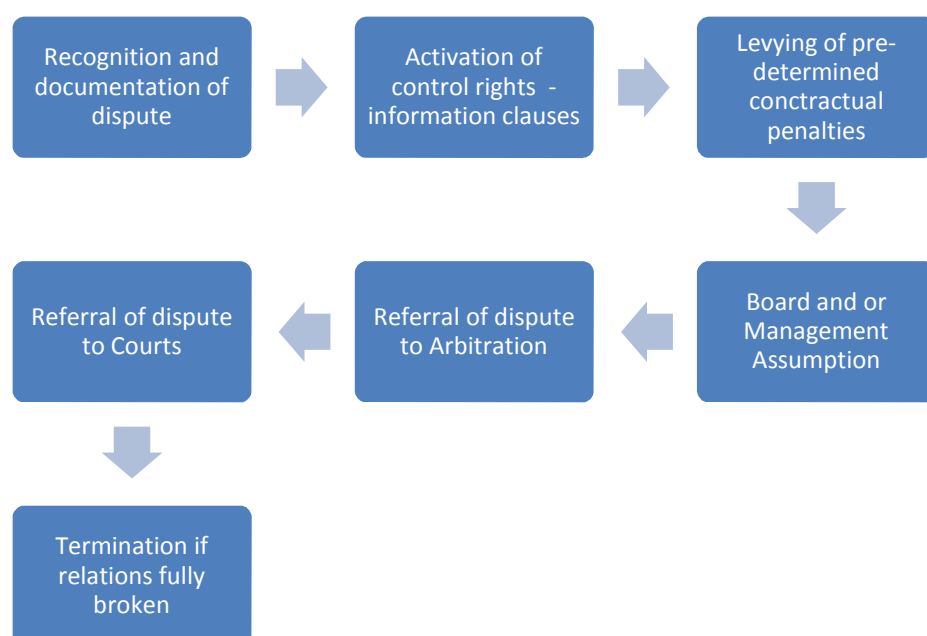 Recognition and
documentation of
dispute
Activation of
control rights -
information clauses
Levying of pre-
determined
conctractual
penalties
Board and or
Management
Assumption
Referral of dispute
to Arbitration
Referral of dispute
to Courts
Termination if
relations fully
broken